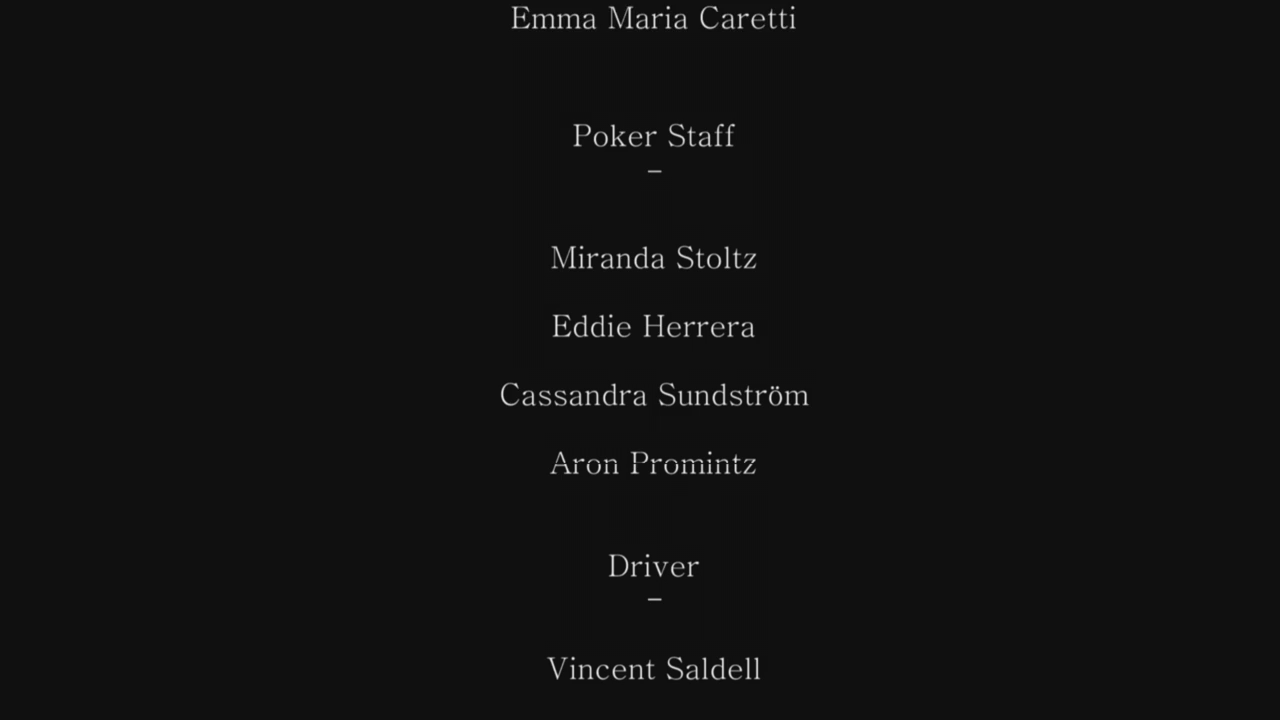 Emma Maria Caretti
Poker Staff
–
Miranda Stoltz
Eddie Herrera
Cassandra Sundström
Aron Promintz
Driver
–
Vincent Saldell